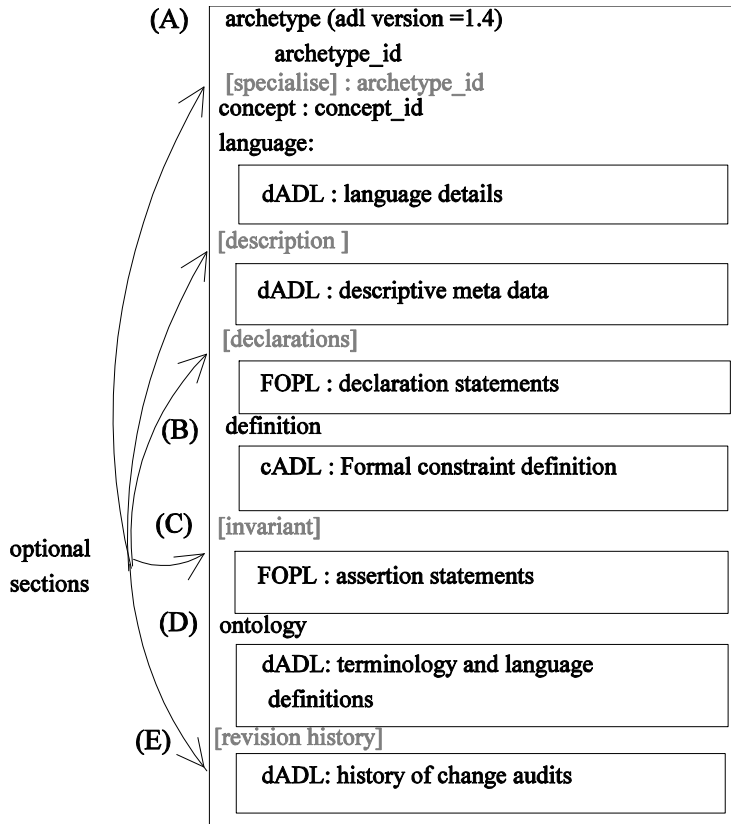 (A) archetype (adl version =1.4)
archetype_id
[specialise] : archetype_id
concept : concept_id
language:
dADL : language details
[description ]
dADL : descriptive meta data
[declarations]
FOPL : declaration statements
(B) definition
cADL : Formal constraint definition
(C) [invariant]
optional
sections
FOPL : assertion statements
(D) ontology
dADL: terminology and language
definitions
(E) [revision history]
dADL: history of change audits